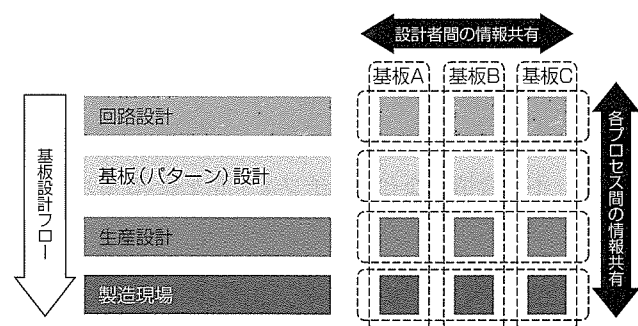 設計者間の情報共有
基板A
基板B
基板C
基板設計フロー
回路設計
基板(パターン)設計
生産設計
製造現場
各プロセス間の情報共有